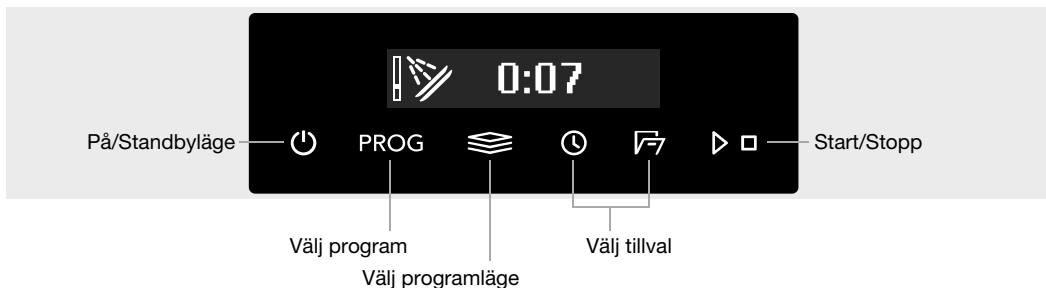 0:07
På/Standbyläge
PROG
Start/Stopp
Välj program
Välj tillval
Välj programläge